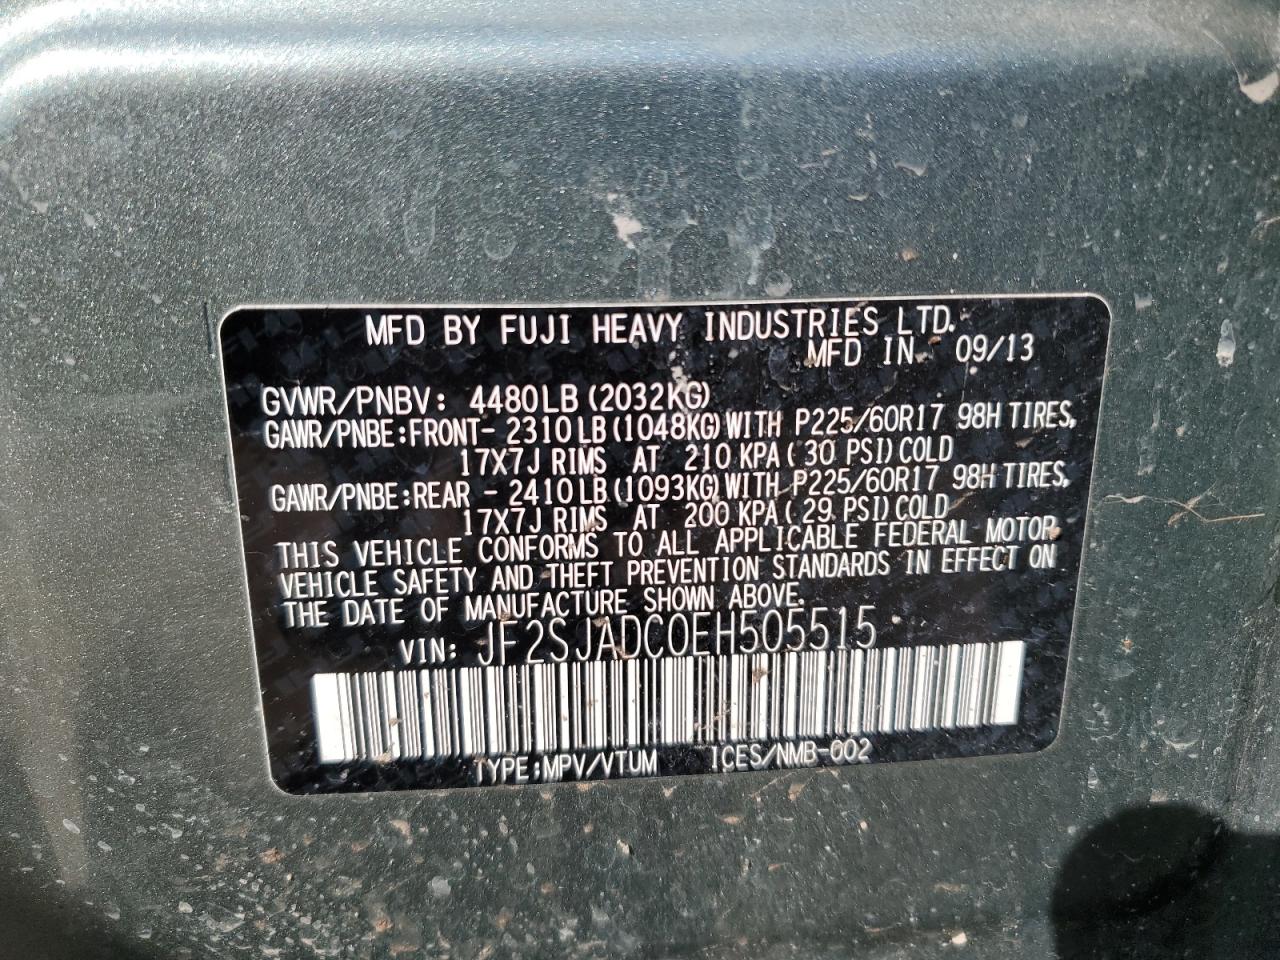 MFD BY FUJI HEAVY INDUSTRIES LTD.
MFD IN 09/13
GVWR/PNBV: 4480LB (2032KG)
GAWR/PNBE:FRONT- 2310LB (1048KG) WITH P225/60R17 98H TIRES,
17X7J RIMS AT 210 KPA( 30 PSI) COLD
GAWR/PNBE:REAR - 2410LB (1093KG) WITH P225/60R17 98H TIRES,
17X7J RIMS AT 200 KPA( 29 PSI) COLD
THIS VEHICLE CONFORMS TO ALL APPLICABLE FEDERAL MOTOR
VEHICLE SAFETY AND THEFT PREVENTION STANDARDS IN EFFECT ON
THE DATE OF MANUFACTURE SHOWN ABOVE.
VIN: JF2SJADC0EH505515
TYPE:MPV/VTUM ICES/NMB-002